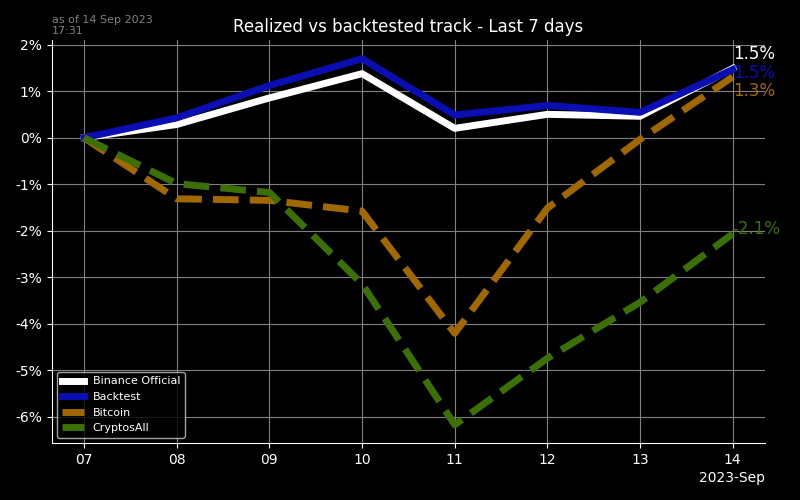 as of 14 Sep 2023
17:31
Realized vs backtested track - Last 7 days
2%
1%
0%
-1%
-2%
-3%
-4%
-5%
-6%
1.5%
1.5%
1.3%
-2.1%
Binance Official
Backtest
Bitcoin
CryptosAll
07 08 09 10 11 12 13 14
2023-Sep